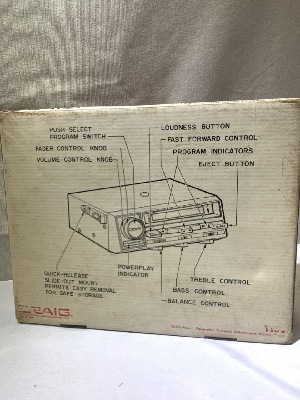 PUSH SELECT
PROGRAM SWITCH
FADER CONTROL KNOB
VOLUME CONTROL KNOB
LOUDNESS BUTTON
FAST FORWARD CONTROL
PROGRAM INDICATORS
EJECT BUTTON
QUICK-RELEASE
SLIDE-OUT MOUNT
PERMITS EASY REMOVAL
FOR SAFE STORAGE
POWERPLAY
INDICATOR
TREBLE CONTROL
BASS CONTROL
BALANCE CONTROL
CRAIG